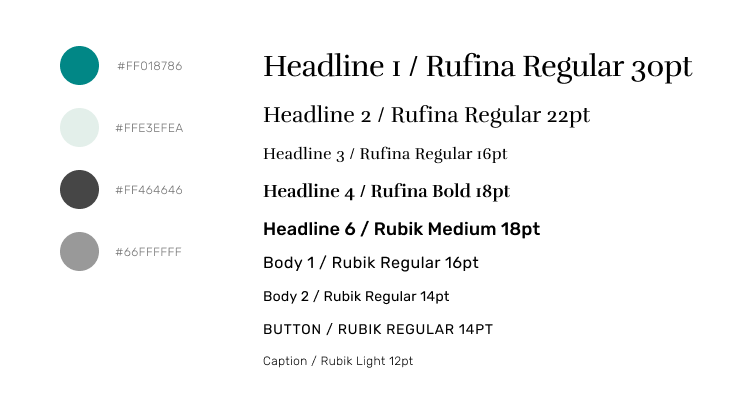 #FF018786
#FFE3EFEA
#FF464646
#66FFFFFF
Headline 1 / Rufina Regular 30pt
Headline 2 / Rufina Regular 22pt
Headline 3 / Rufina Regular 16pt
Headline 4 / Rufina Bold 18pt
Headline 6 / Rubik Medium 18pt
Body 1 / Rubik Regular 16pt
Body 2 / Rubik Regular 14pt
BUTTON / RUBIK REGULAR 14PT
Caption / Rubik Light 12pt